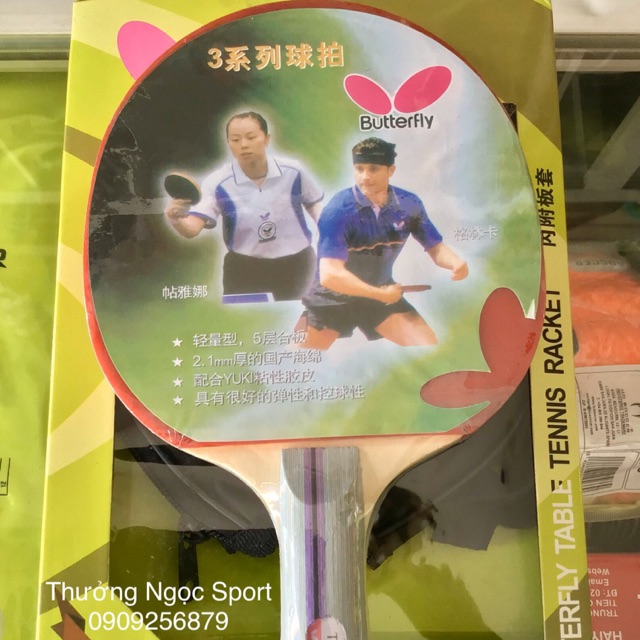 3系列球拍
Butterfly
格林卡
帖雅娜
★ 轻量型，5层合板
★ 2.1mm厚的国产海绵
★ 配合YUKI粘性胶皮
★ 具有很好的弹性和控球性
TABLE TENNIS RACKET 内附板套
Thưởng Ngọc Sport
0909256879